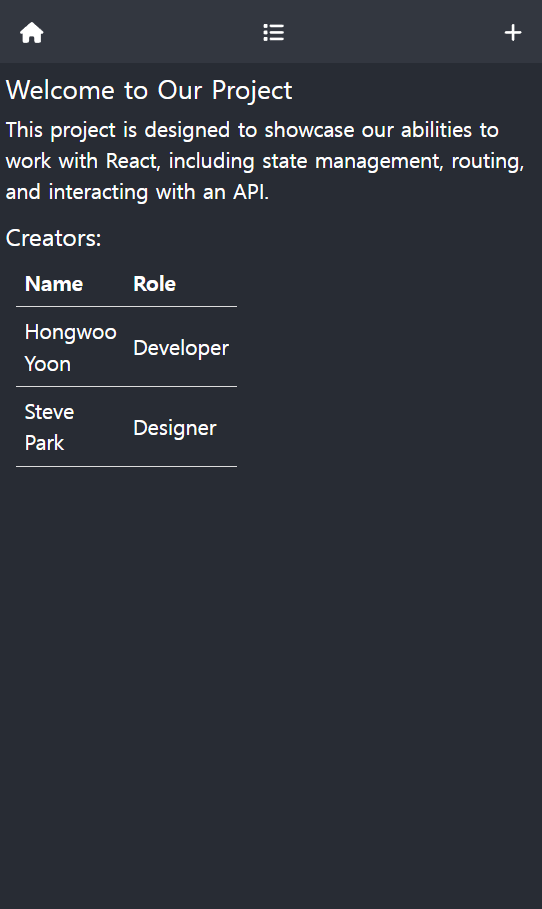 Welcome to Our Project
This project is designed to showcase our abilities to
work with React, including state management, routing,
and interacting with an API.
Creators:
Name Role
Hongwoo
Yoon
Developer
Steve
Park
Designer